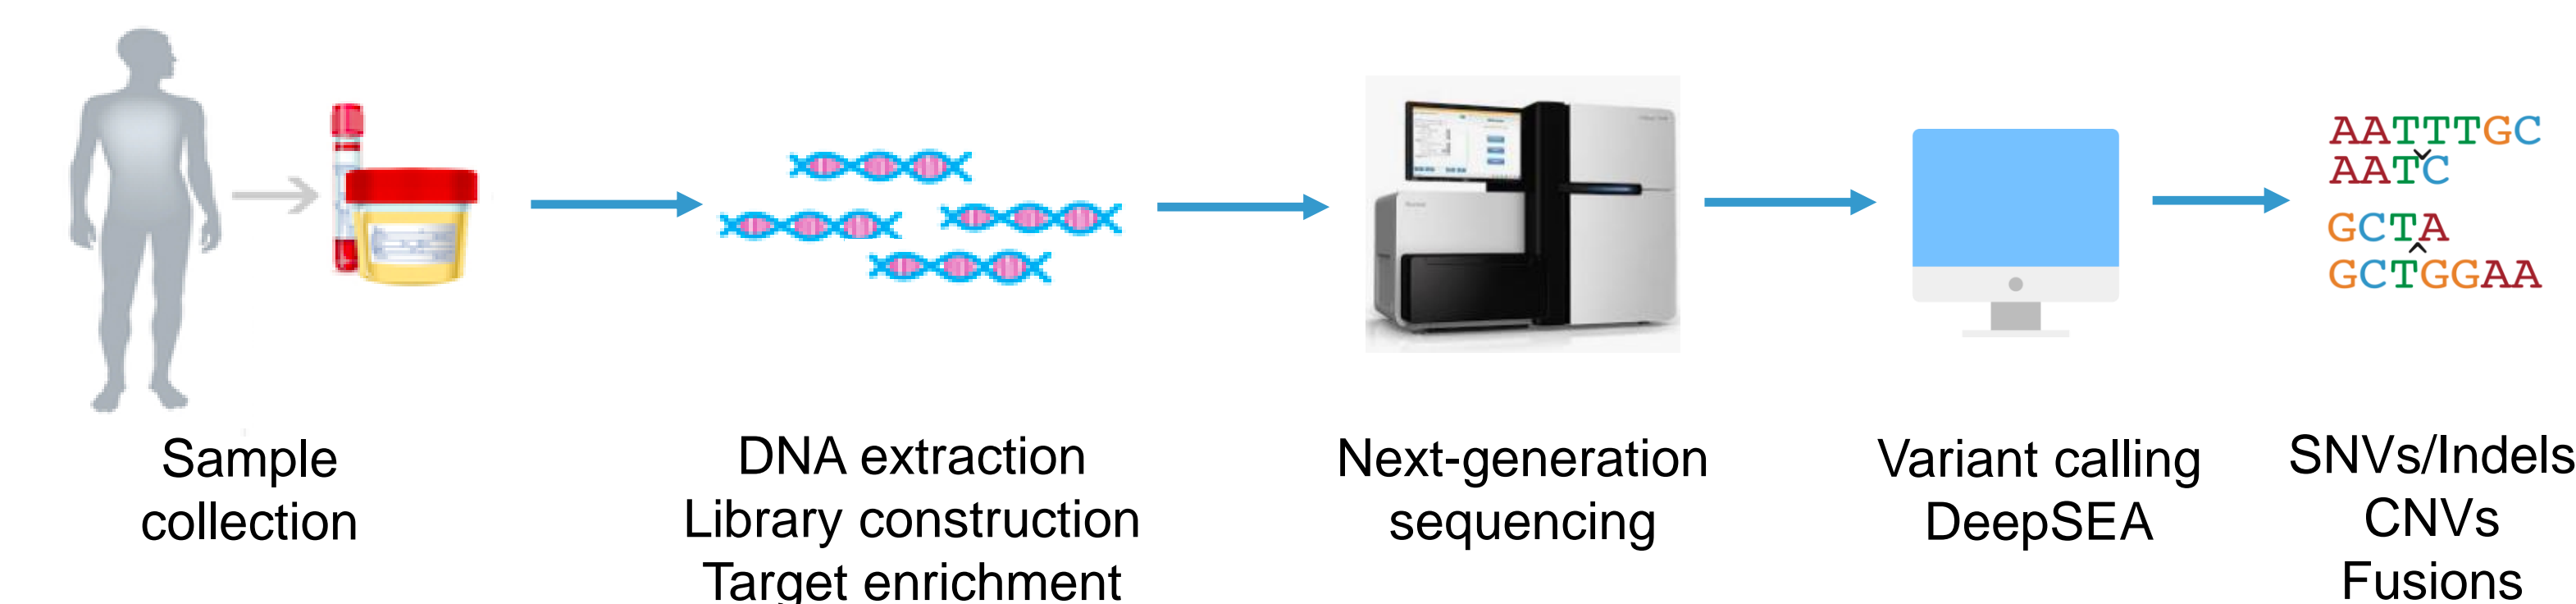 AATTTGC
AATC
GCTA
GCTGGAA
Sample
collection
DNA extraction
Library construction
Target enrichment
Next-generation
sequencing
Variant calling
DeepSEA
SNVs/Indels
CNVs
Fusions